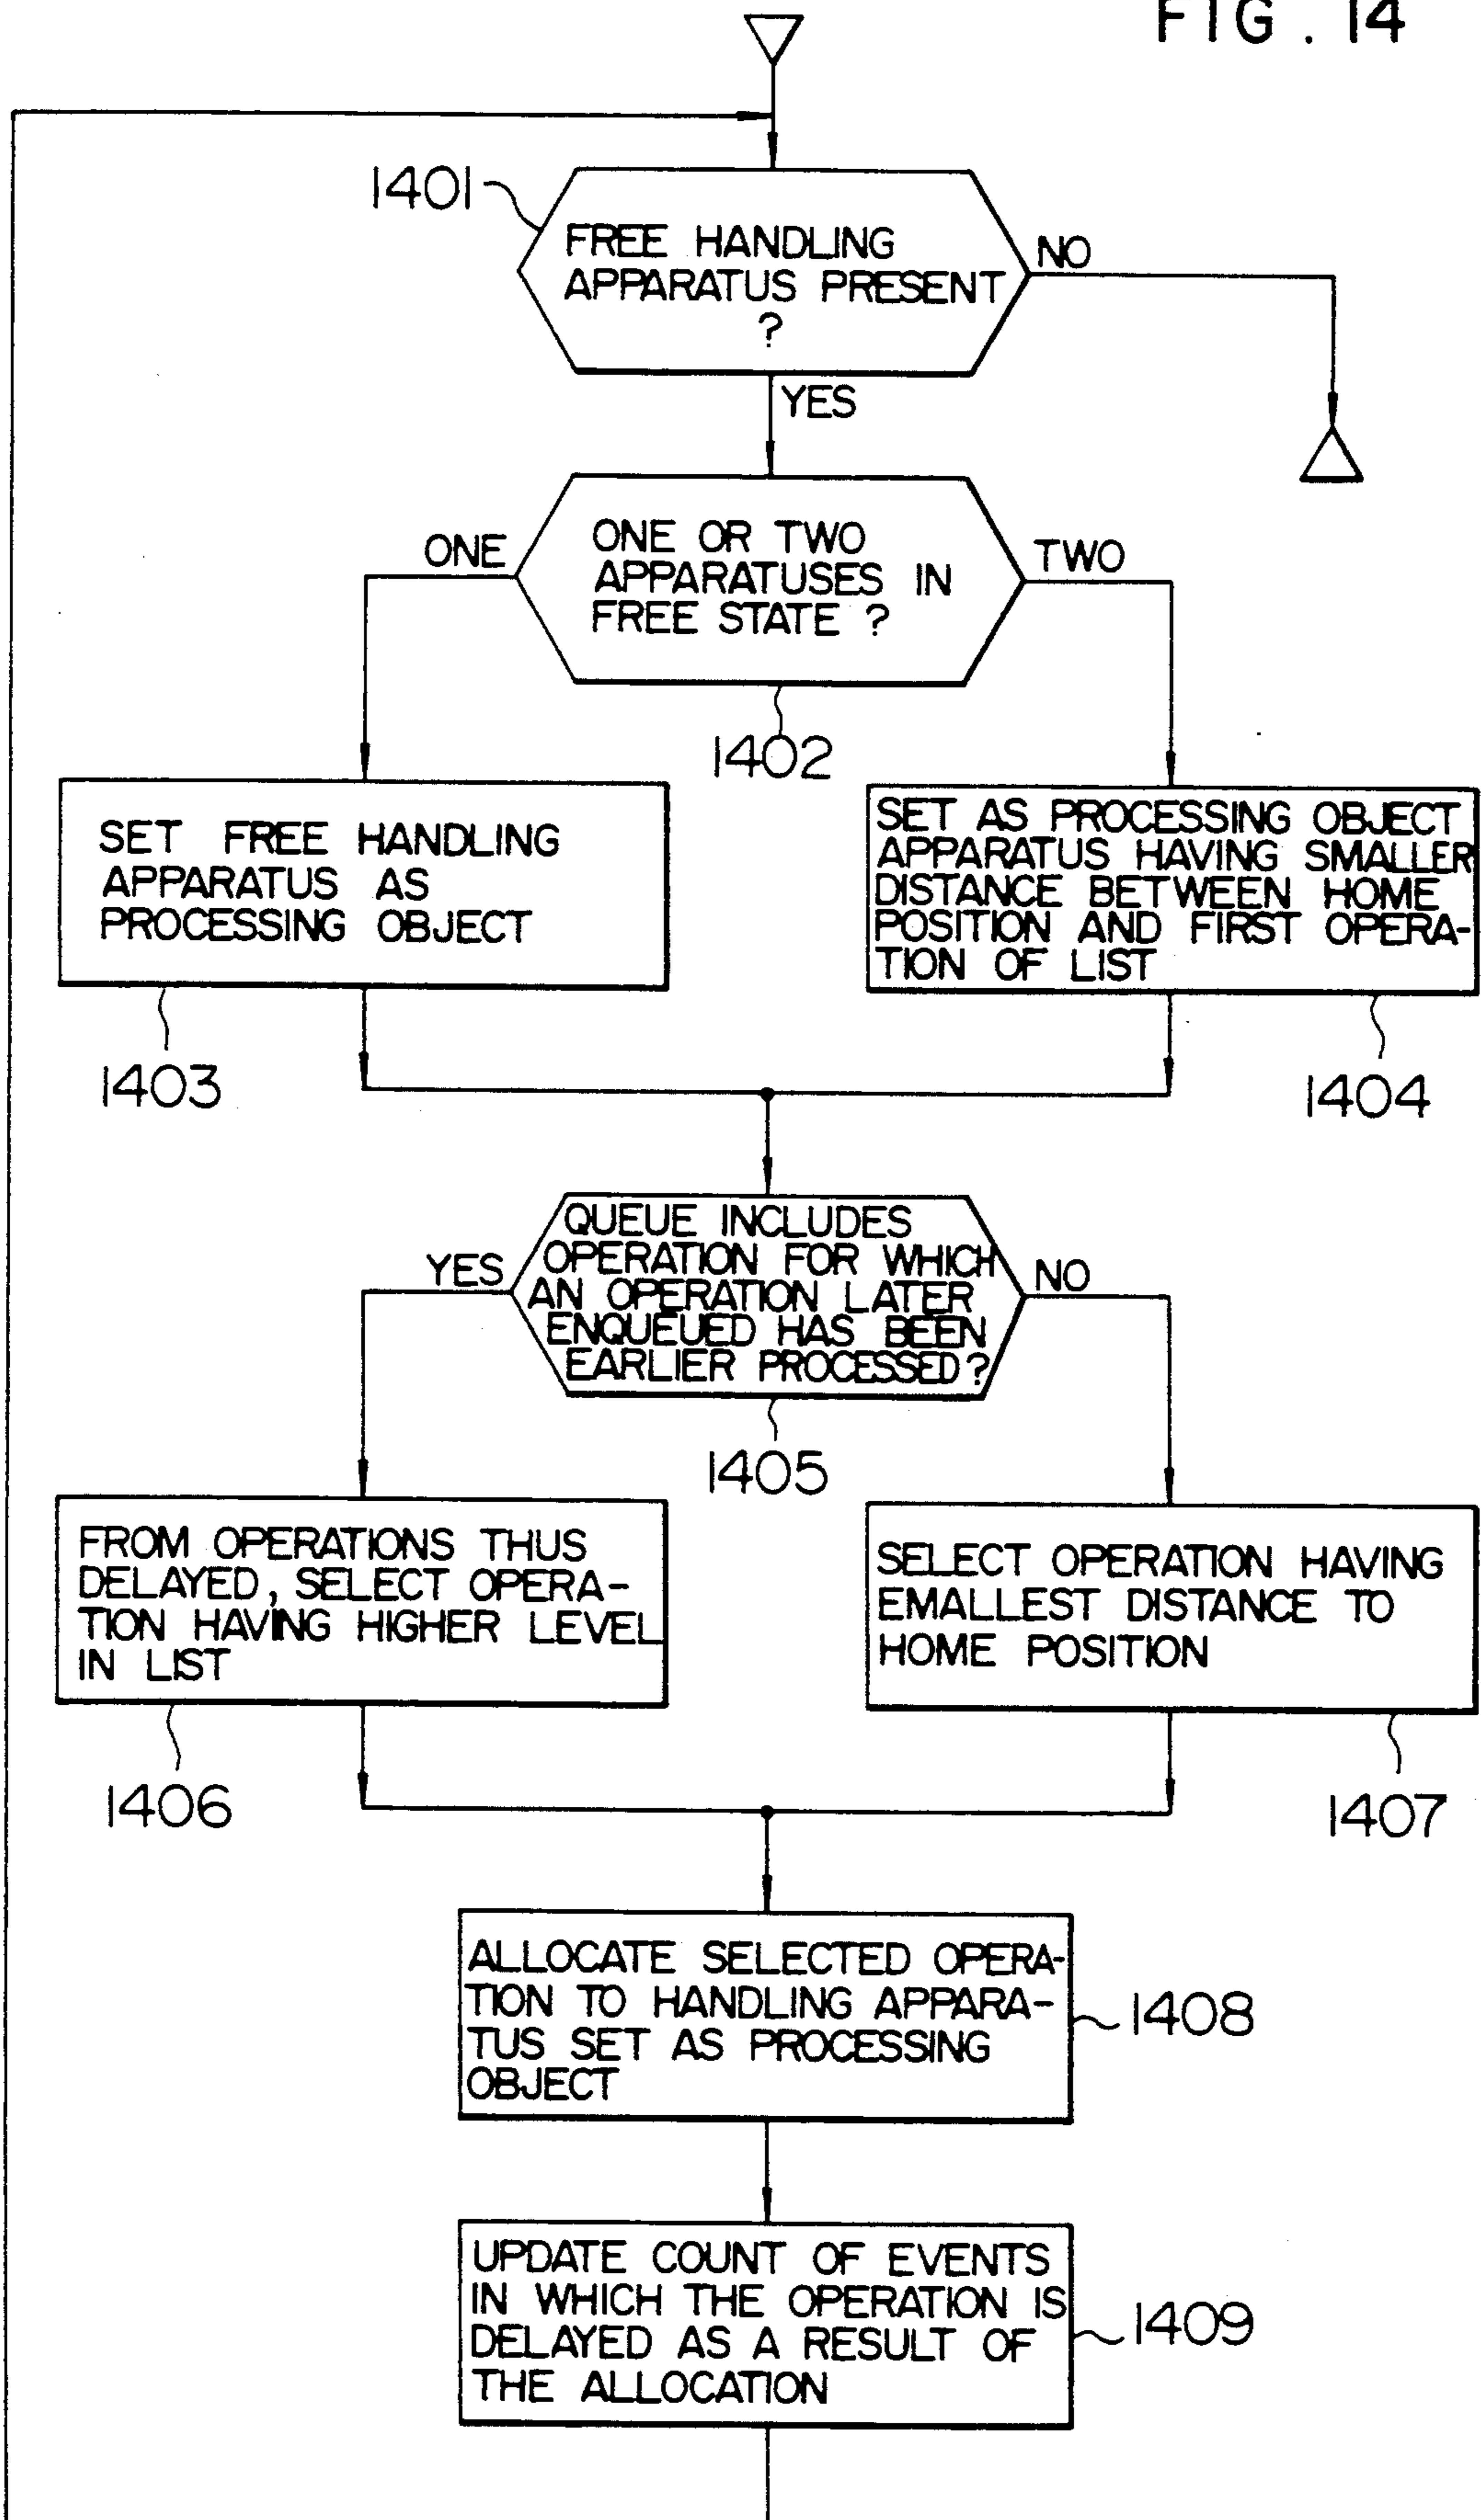 FIG. 14
1401
FREE HANDLING
APPARATUS PRESENT
?
NO
YES
ONE OR TWO
APPARATUSES IN
FREE STATE ?
ONE
TWO
1402
SET FREE HANDLING
APPARATUS AS
PROCESSING OBJECT
SET AS PROCESSING OBJECT
APPARATUS HAVING SMALLER
DISTANCE BETWEEN HOME
POSITION AND FIRST OPERA-
TION OF LIST
1403
1404
QUEUE INCLUDES
OPERATION FOR WHICH
AN OPERATION LATER
ENQUEUED HAS BEEN
EARLIER PROCESSED?
YES
NO
1405
FROM OPERATIONS THUS
DELAYED, SELECT OPERA-
TION HAVING HIGHER LEVEL
IN LIST
SELECT OPERATION HAVING
EMALLEST DISTANCE TO
HOME POSITION
1406
1407
ALLOCATE SELECTED OPERA-
TION TO HANDLING APPARA-
TUS SET AS PROCESSING
OBJECT
1408
UPDATE COUNT OF EVENTS
IN WHICH THE OPERATION IS
DELAYED AS A RESULT OF
THE ALLOCATION
1409